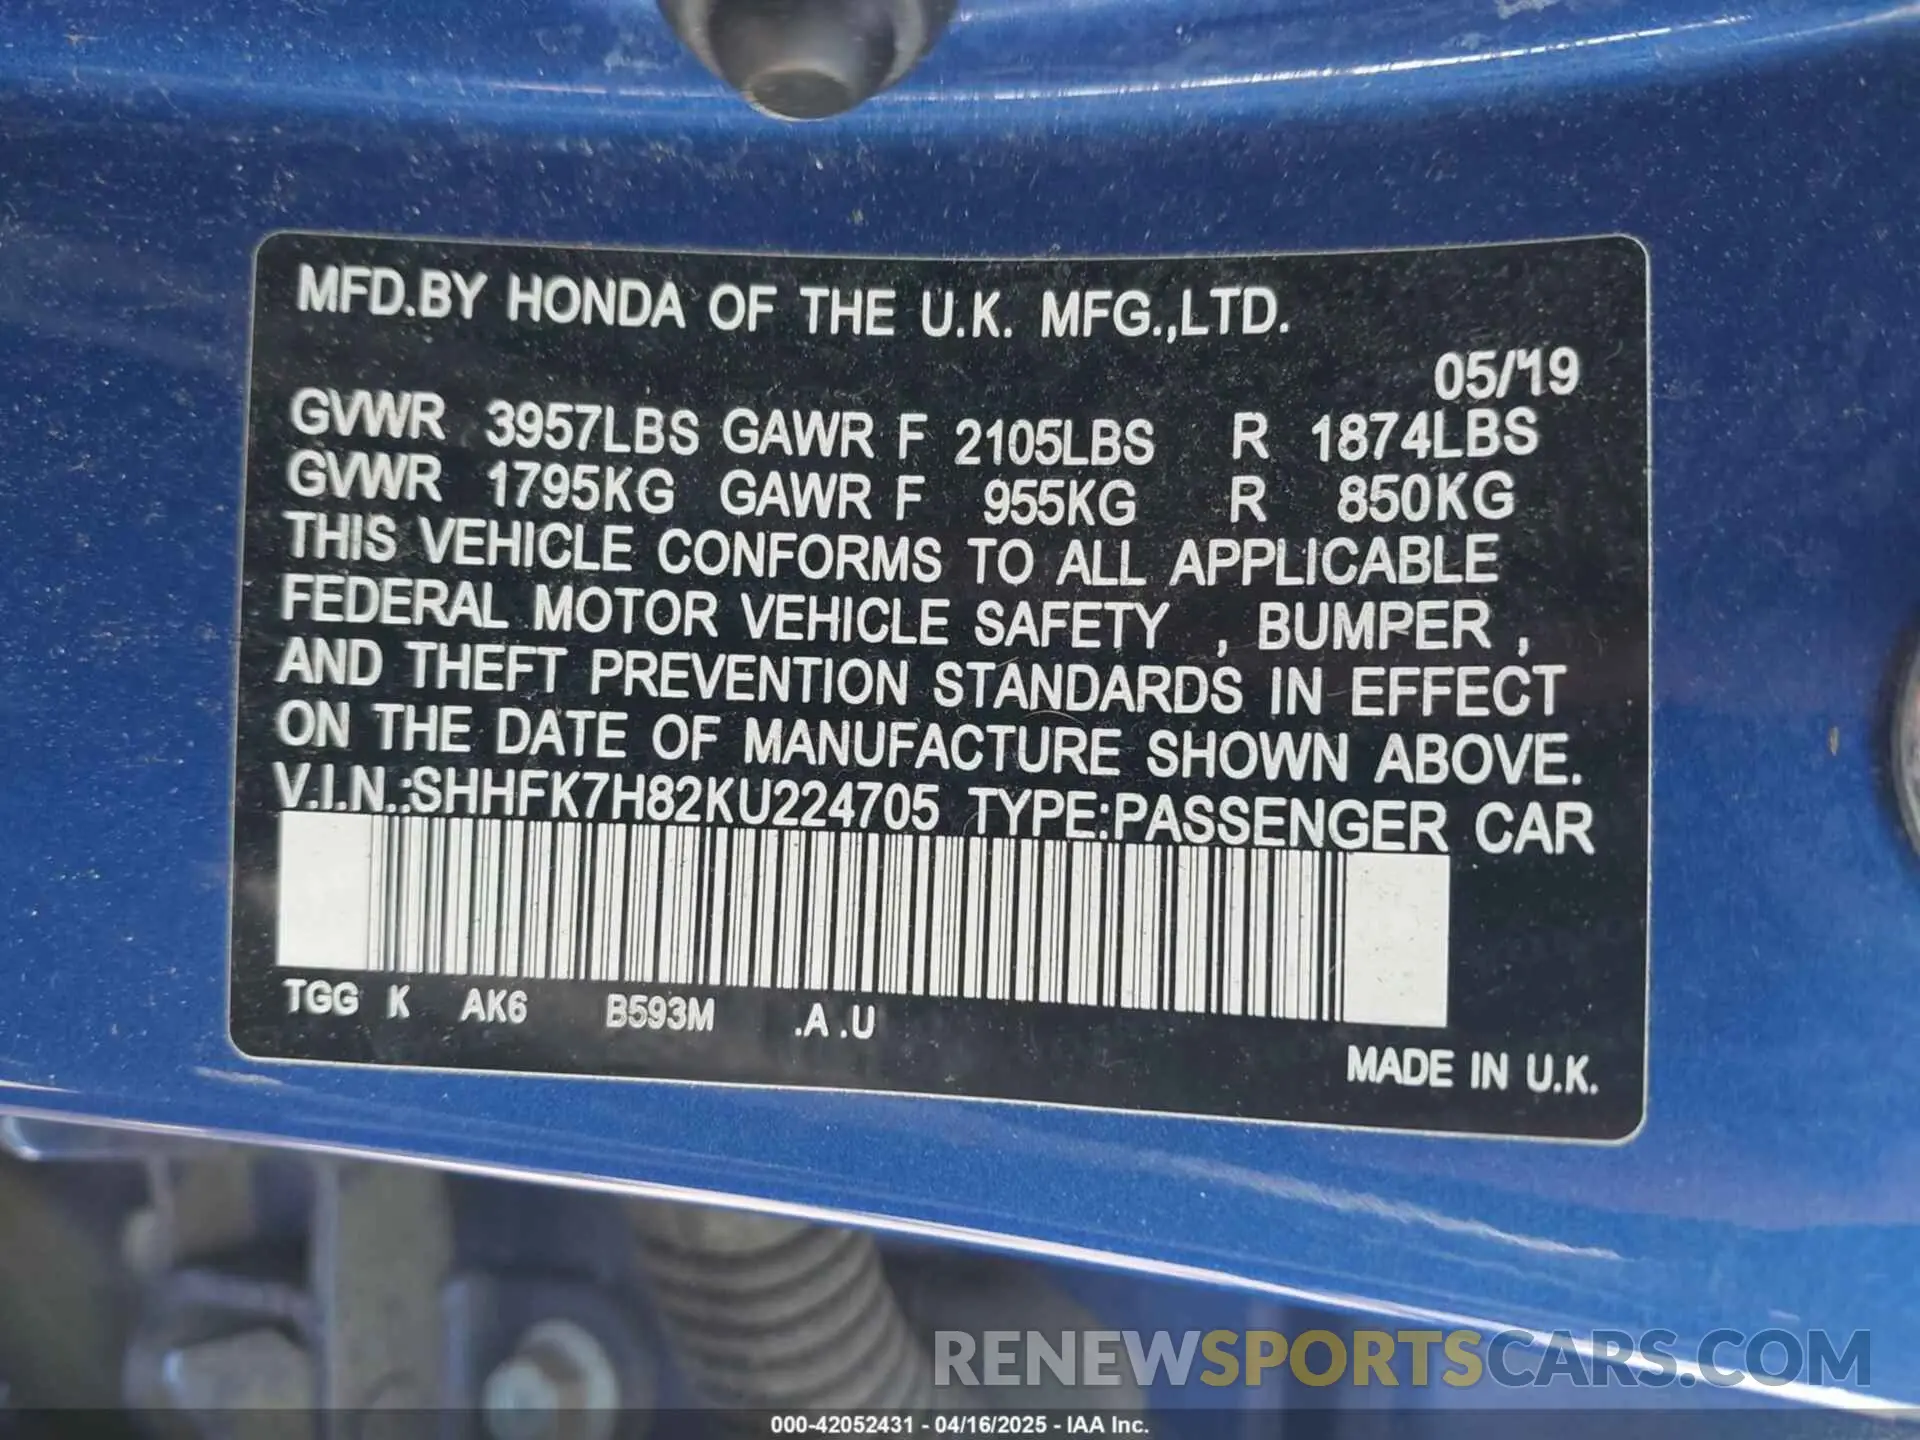 MFD.BY HONDA OF THE U.K. MFG.,LTD.
05/19
GVWR 3957LBS GAWR F 2105LBS R 1874LBS
GVWR 1795KG GAWR F 955KG R 850KG
THIS VEHICLE CONFORMS TO ALL APPLICABLE
FEDERAL MOTOR VEHICLE SAFETY , BUMPER ,
AND THEFT PREVENTION STANDARDS IN EFFECT
ON THE DATE OF MANUFACTURE SHOWN ABOVE.
V.I.N.:SHHFK7H82KU224705 TYPE:PASSENGER CAR
TGG K AK6 B593M .A .U
MADE IN U.K.
RENEWSPORTSCARS.COM
000-42052431 - 04/16/2025 - IAA Inc.